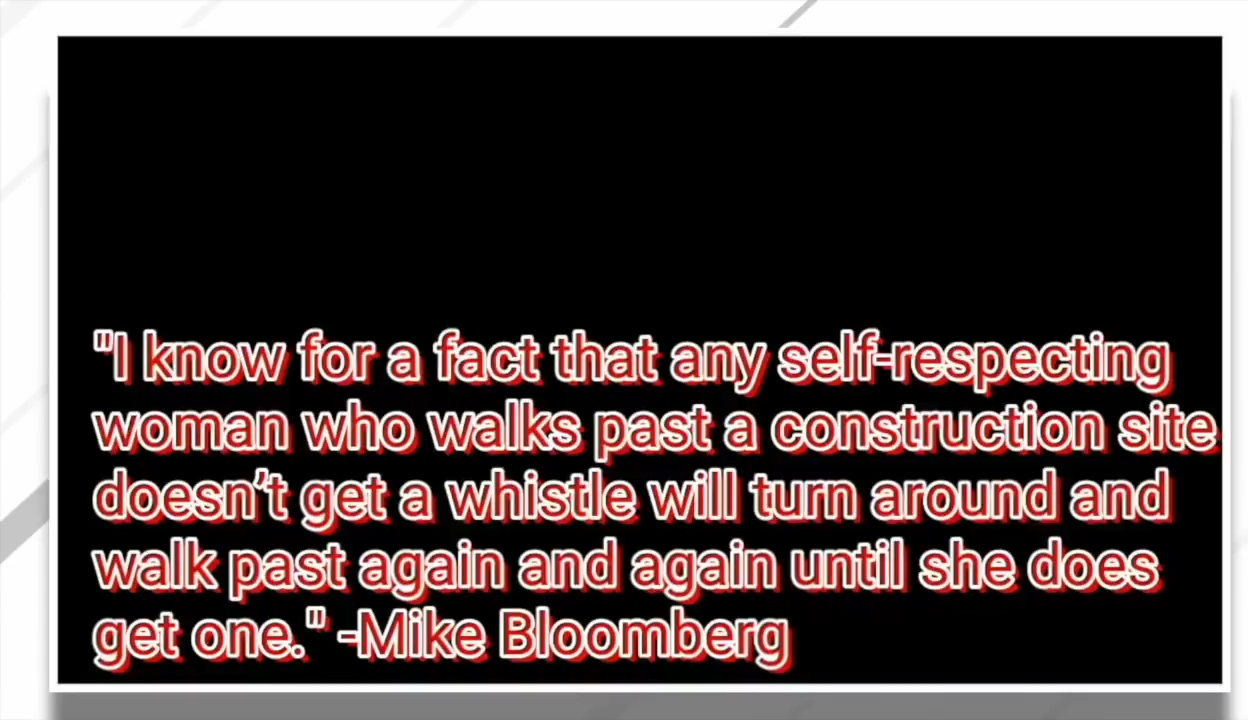 "I know for a fact that any self-respecting
woman who walks past a construction site
doesn’t get a whistle will turn around and
walk past again and again until she does
get one." -Mike Bloomberg